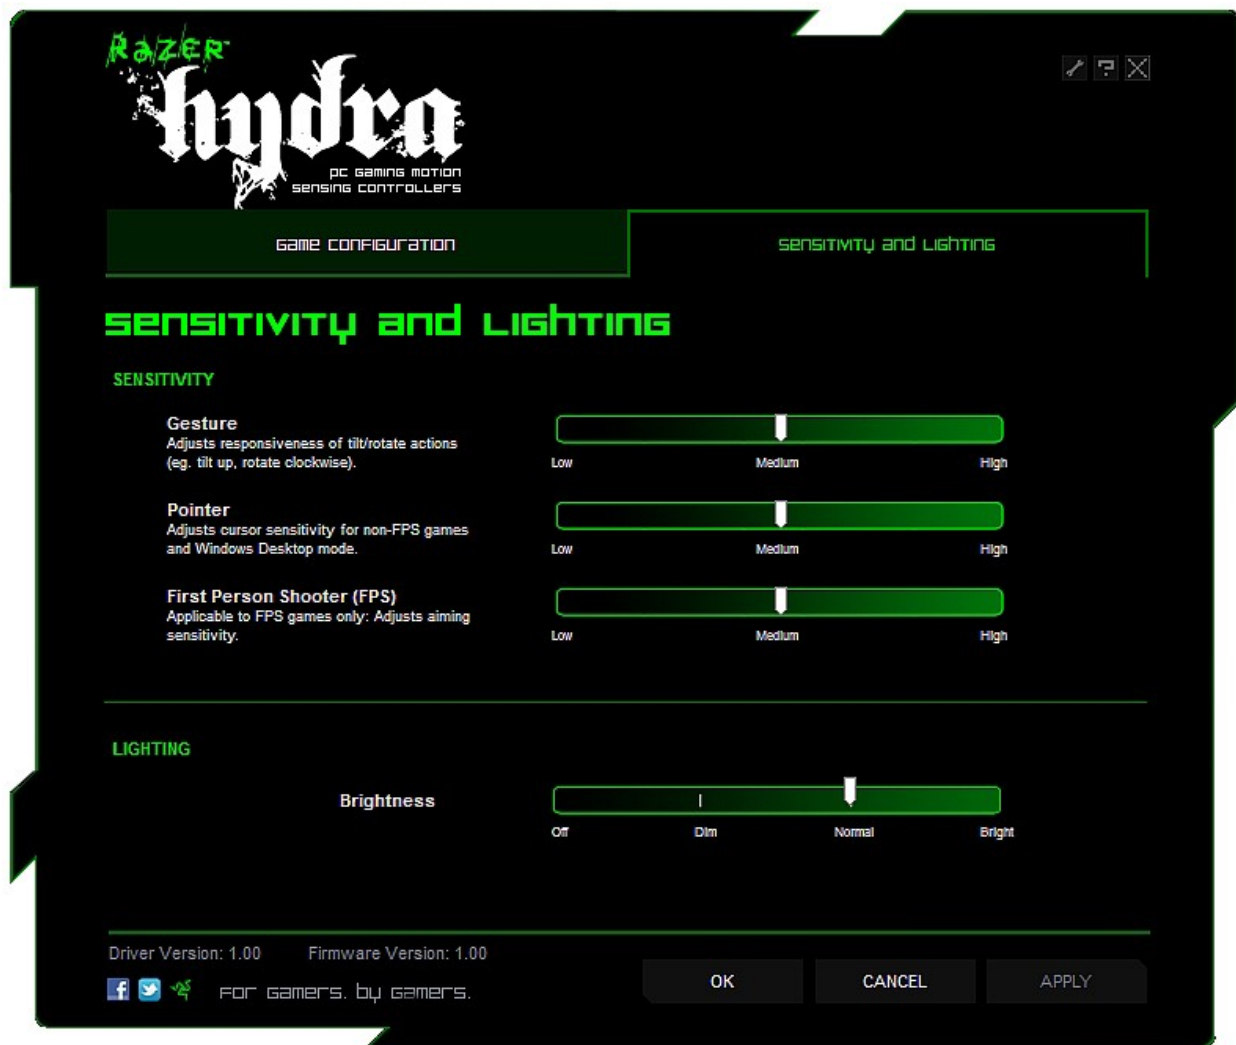 RAZER™
hydra
PC GAMING MOTION
SENSING CONTROLLERS
GAME CONFIGURATION
SENSITIVITY AND LIGHTING
SENSITIVITY AND LIGHTING
SENSITIVITY
Gesture
Adjusts responsiveness of tilt/rotate actions
(eg. tilt up, rotate clockwise).
Low Medium High
Pointer
Adjusts cursor sensitivity for non-FPS games
and Windows Desktop mode.
Low Medium High
First Person Shooter (FPS)
Applicable to FPS games only: Adjusts aiming
sensitivity.
Low Medium High
LIGHTING
Brightness
Off Dim Normal Bright
Driver Version: 1.00 Firmware Version: 1.00
FOR GAMERS. BY GAMERS.
OK CANCEL APPLY